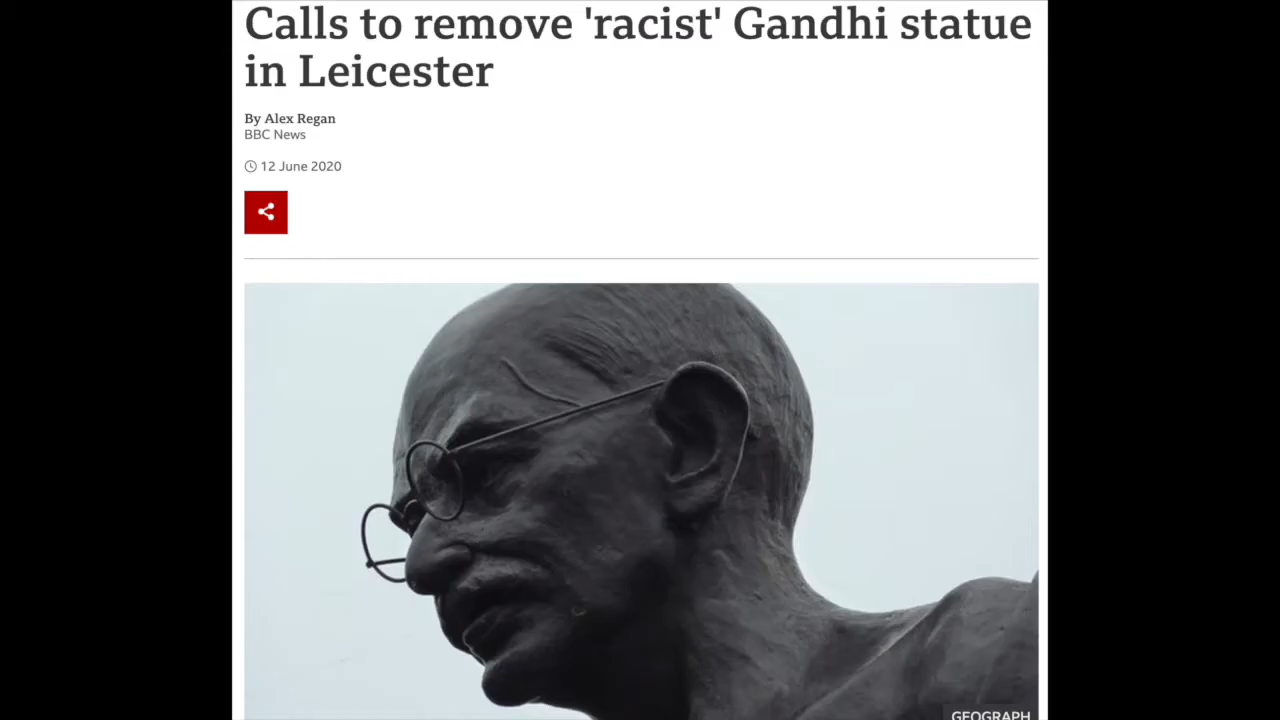 Calls to remove 'racist' Gandhi statue
in Leicester
By Alex Regan
BBC News
12 June 2020
GEOGRAPH